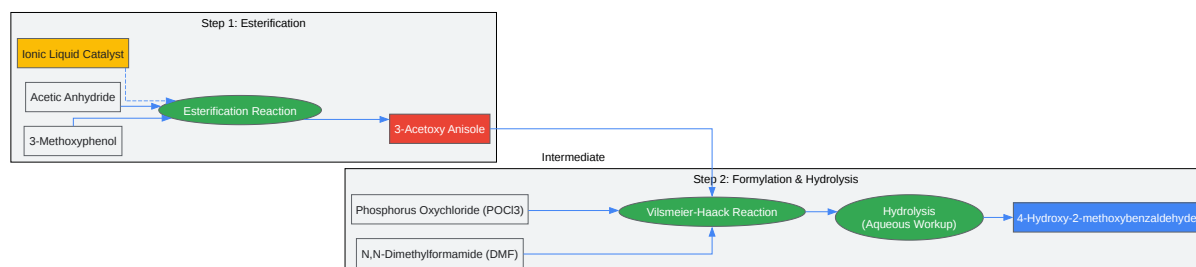 Step 1: Esterification
Ionic Liquid Catalyst
Acetic Anhydride
Esterification Reaction
3-Methoxyphenol
3-Acetoxy Anisole
Intermediate
Step 2: Formylation & Hydrolysis
Phosphorus Oxychloride (POCl3)
Vilsmeier-Haack Reaction
Hydrolysis
(Aqueous Workup)
4-Hydroxy-2-methoxybenzaldehyde
N,N-Dimethylformamide (DMF)